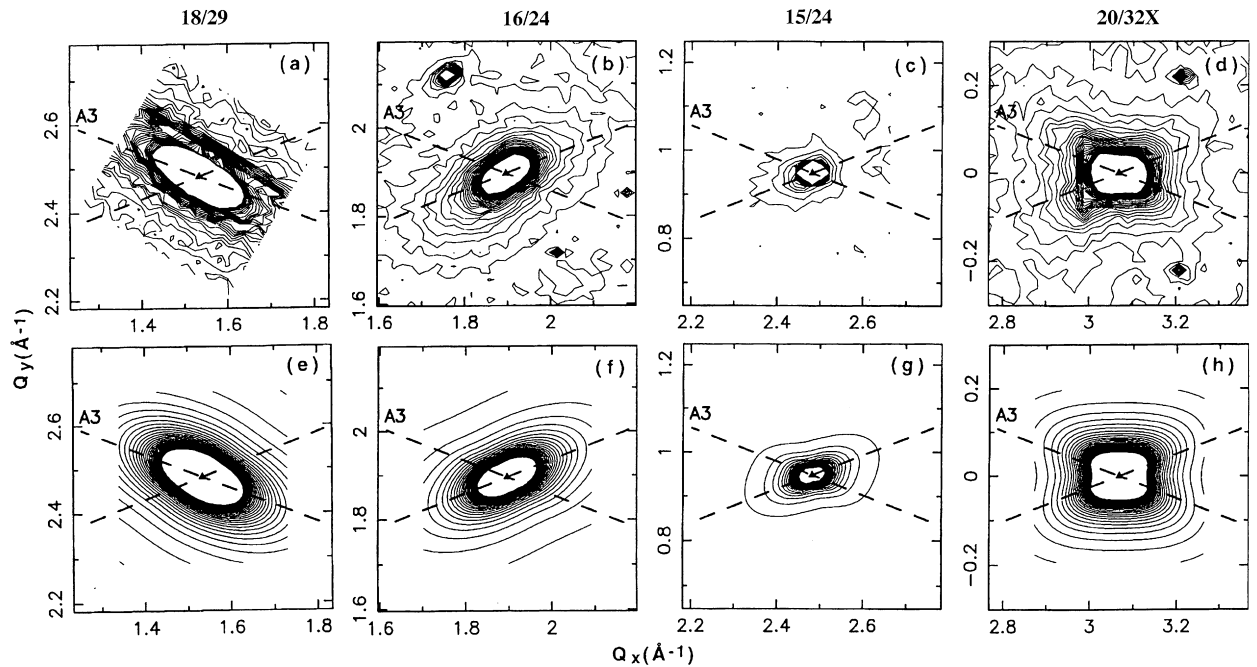 18/29 16/24 15/24 20/32X
(a) (b) (c) (d)
A3 A3 A3 A3
2.6 2 1.2 0.2
2.4 1.8 1 0
2.2 1.6 0.8 −0.2
1.4 1.6 1.8 1.6 1.8 2 2.2 2.4 2.6 2.8 3 3.2
(e) (f) (g) (h)
A3 A3 A3 A3
2.6 2 1.2 0.2
2.4 1.8 1 0
2.2 1.6 0.8 −0.2
1.4 1.6 1.8 1.6 1.8 2 2.2 2.4 2.6 2.8 3 3.2
Qy(Å-1)
Qx(Å-1)